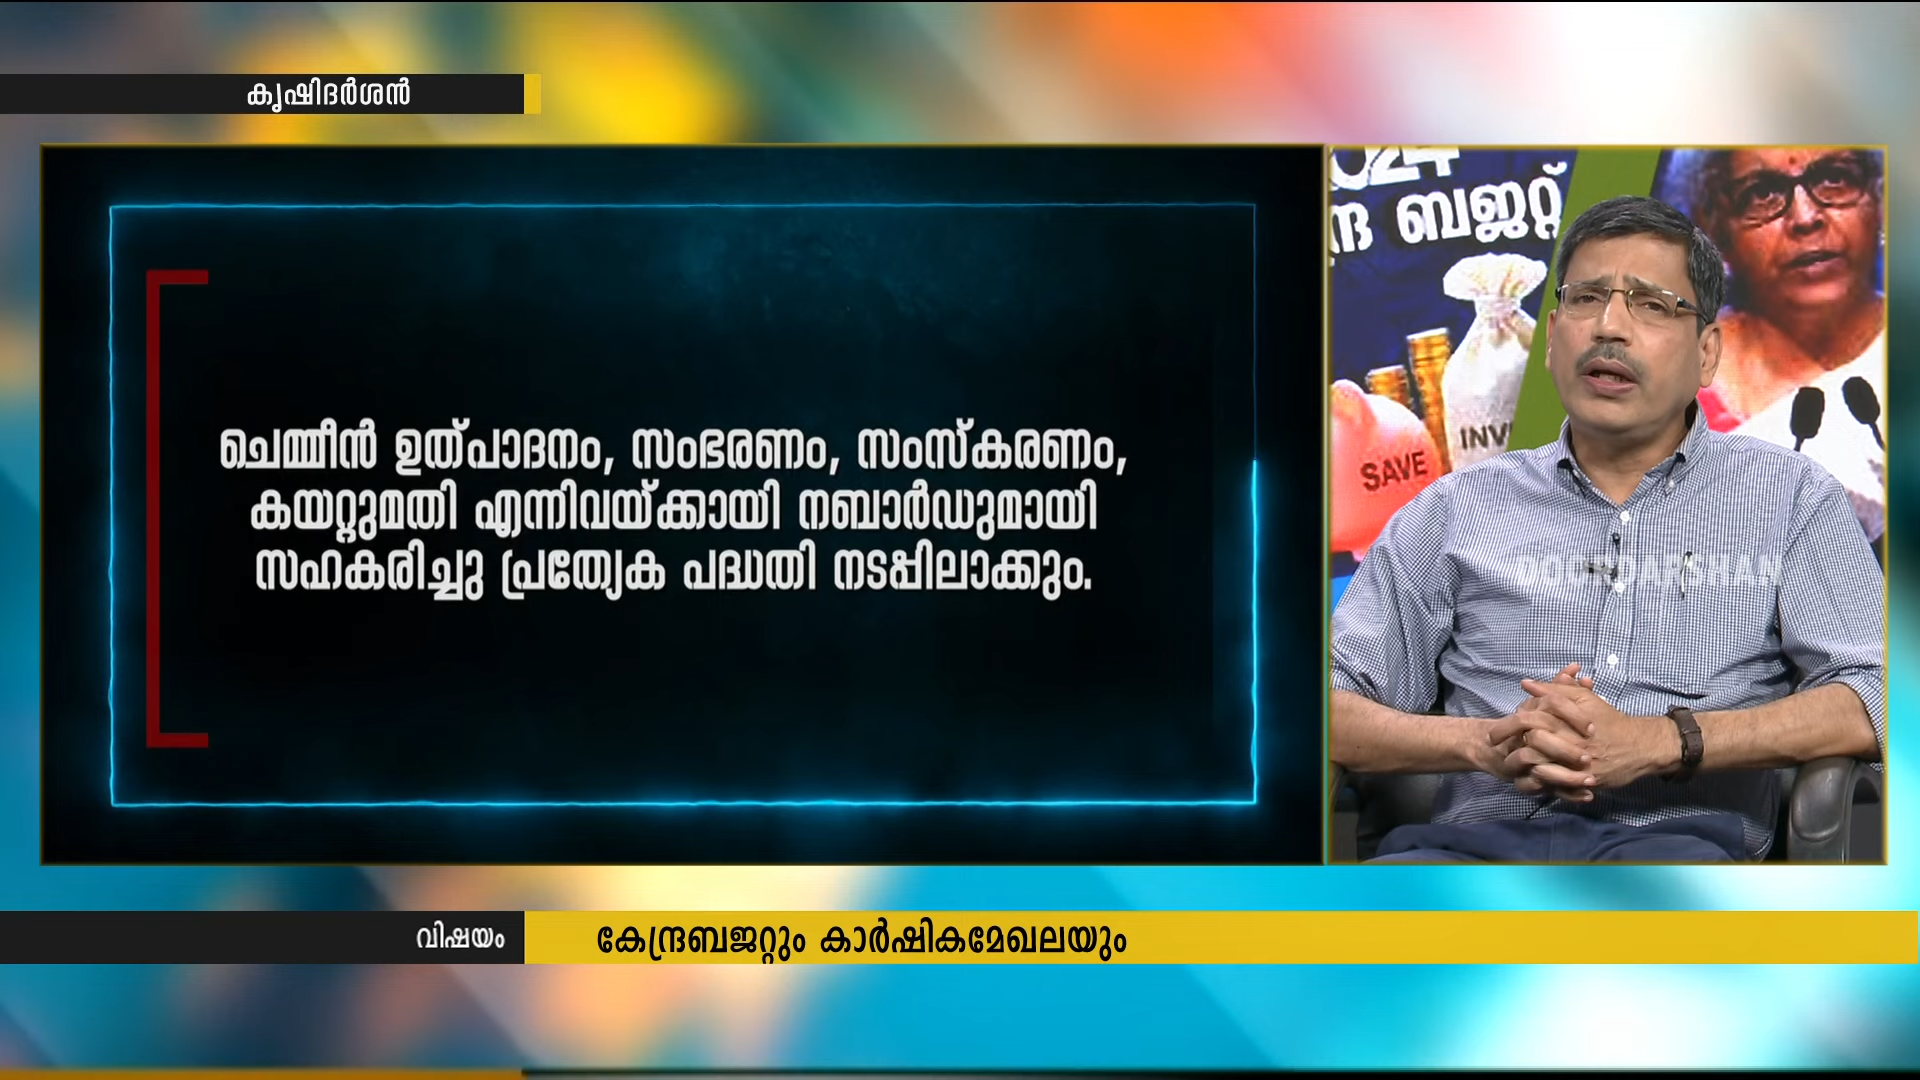 കൃഷിദർശൻ
ചെമ്മീൻ ഉത്പാദനം, സംഭരണം, സംസ്കരണം,
കയറ്റുമതി എന്നിവയ്ക്കായി നബാർഡുമായി
സഹകരിച്ചു പ്രത്യേക പദ്ധതി നടപ്പിലാക്കും.
ബജറ്റ്
SAVE
DOORDARSHAN
വിഷയം
കേന്ദ്രബജറ്റും കാർഷികമേഖലയും